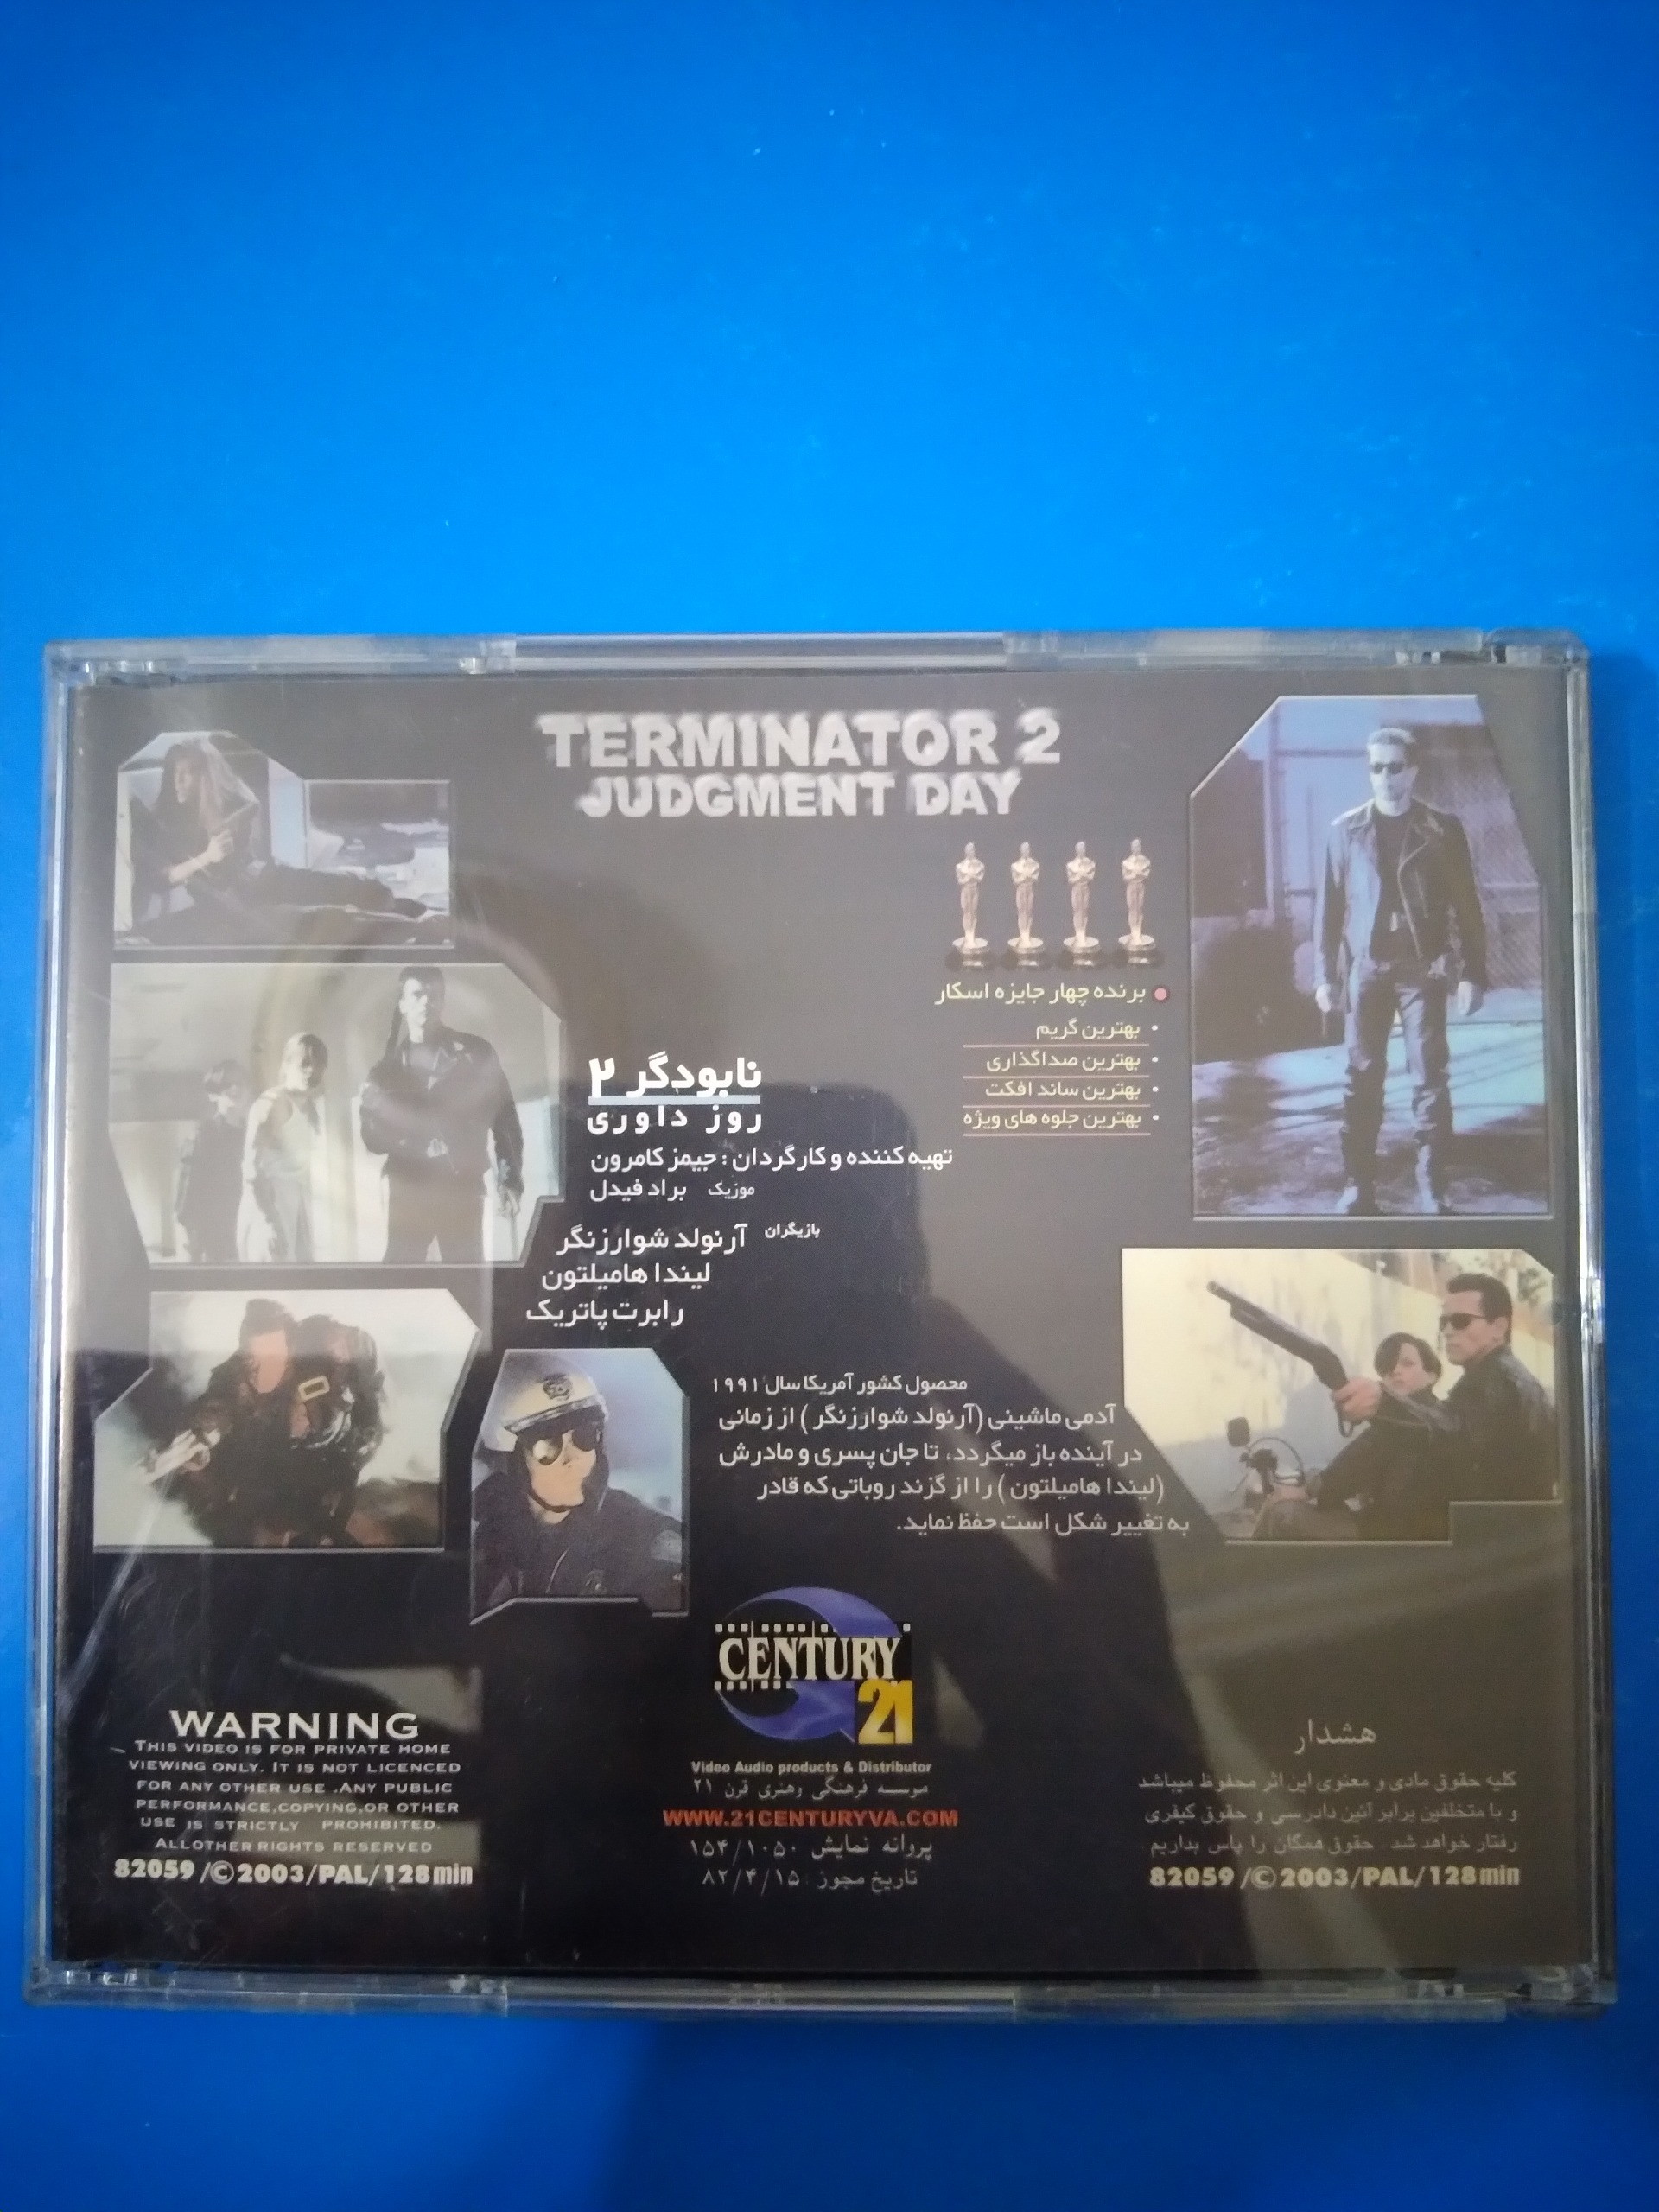 TERMINATOR 2
JUDGMENT DAY
برنده چهار جایزه اسکار
بهترین گریم
بهترین صداگذاری
بهترین ساند افکت
بهترین جلوه های ویژه
نابودگر ۲
روز داوری
تهیه کننده و کارگردان : جیمز کامرون
موزیک براد فیدل
بازیگران آرنولد شوارزنگر
لیندا هامیلتون
رابرت پاتریک
محصول کشور آمریکا سال ۱۹۹۱
آدمی ماشینی (آرنولد شوارزنگر) از زمانی
در آینده باز میگردد، تا جان پسری و مادرش
(لیندا هامیلتون) را از گزند روباتی که قادر
به تغییر شکل است حفظ نماید.
CENTURY
21
Video Audio products & Distributor
موسسه فرهنگی وهنری قرن ۲۱
WWW.21CENTURYVA.COM
پروانه نمایش ۱۵۴/۱۰۵۰
تاریخ مجوز ۸۲/۴/۱۵
WARNING
THIS VIDEO IS FOR PRIVATE HOME
VIEWING ONLY. IT IS NOT LICENCED
FOR ANY OTHER USE .ANY PUBLIC
PERFORMANCE,COPYING,OR OTHER
USE IS STRICTLY PROHIBITED.
ALLOTHER RIGHTS RESERVED
82059/©2003/PAL/128min
هشدار
کلیه حقوق مادی و معنوی این اثر محفوظ میباشد
و با متخلفین برابر آئین دادرسی و حقوق کیفری
رفتار خواهد شد . حقوق همگان را پاس بداریم
82059/©2003/PAL/128min